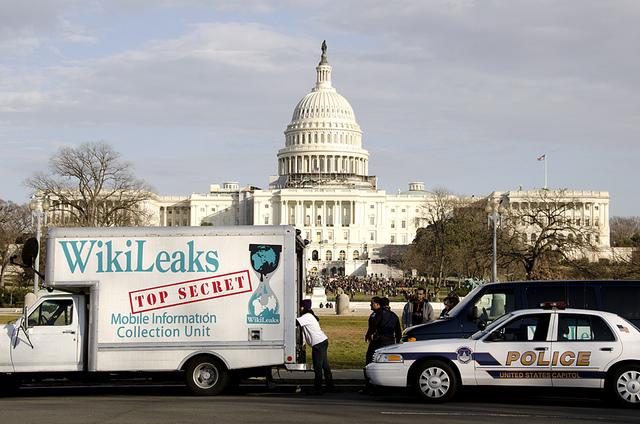 WikiLeaks
TOP SECRET
Mobile Information
Collection Unit
WikiLeaks
POLICE
UNITED STATES CAPITOL